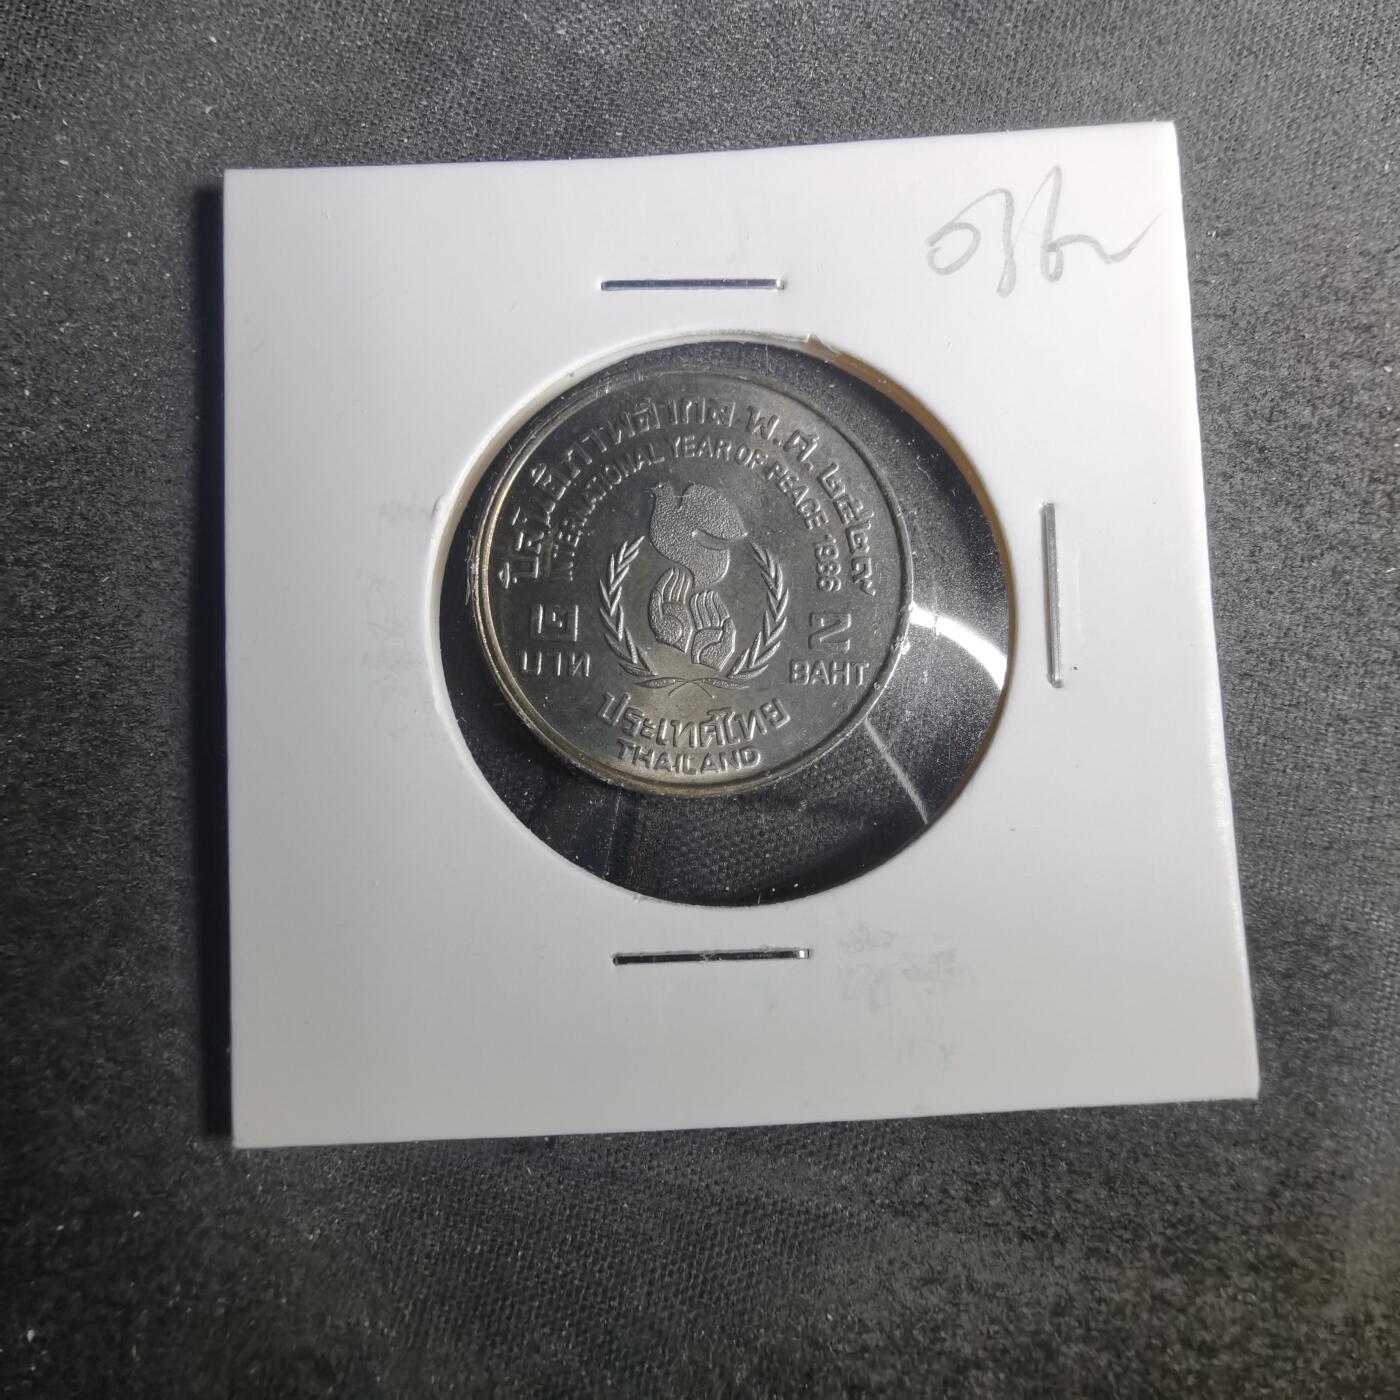 ปีสันติภาพสากล พ.ศ. ๒๕๒๙
INTERNATIONAL YEAR OF PEACE 1986
๒
บาท
2
BAHT
ประเทศไทย
THAILAND